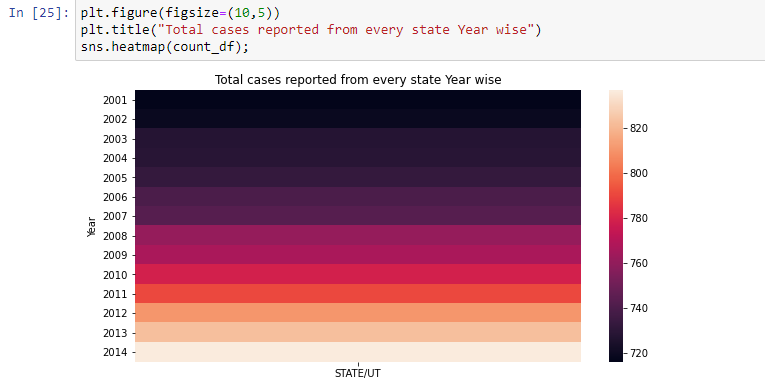 In [25]:
plt.figure(figsize=(10,5))
plt.title("Total cases reported from every state Year wise")
sns.heatmap(count_df);
Total cases reported from every state Year wise
Year
2001
2002
2003
2004
2005
2006
2007
2008
2009
2010
2011
2012
2013
2014
STATE/UT
820
800
780
760
740
720